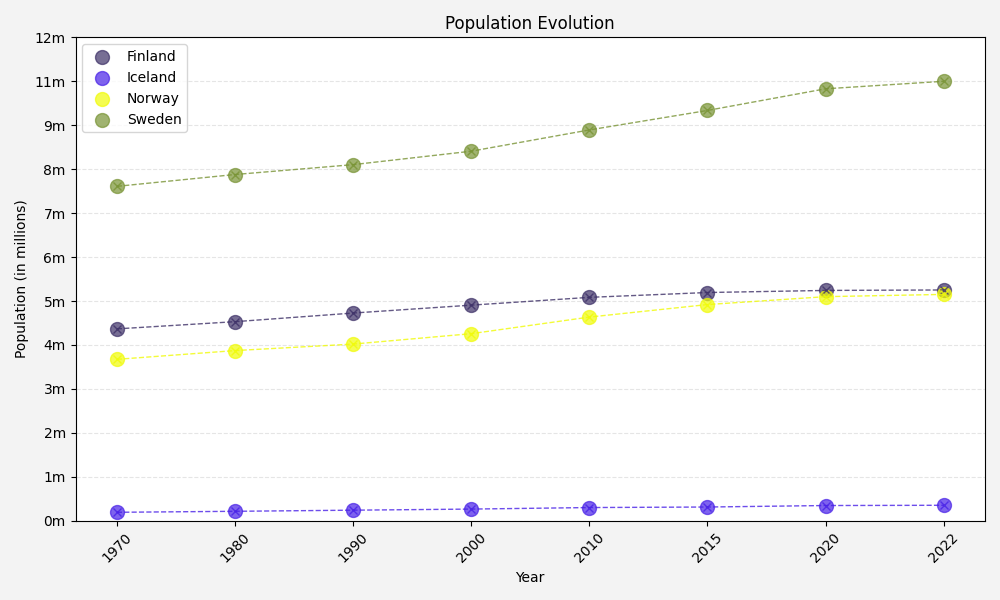 Population Evolution
Finland
Iceland
Norway
Sweden
12m
11m
9m
8m
7m
6m
5m
4m
3m
2m
1m
0m
Population (in millions)
1970
1980
1990
2000
2010
2015
2020
2022
Year